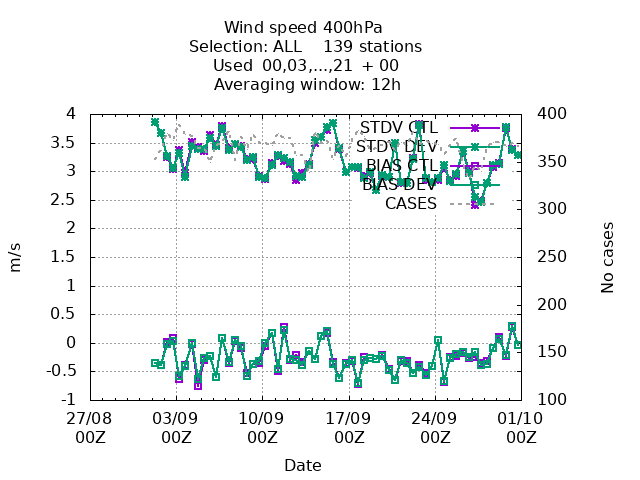 Wind speed 400hPa
Selection: ALL    139 stations
Used  00,03,...,21  + 00
Averaging window: 12h
4
3.5
3
2.5
2
1.5
1
0.5
0
-0.5
-1
400
350
300
250
200
150
100
STDV CTL
STDV DEV
BIAS CTL
BIAS DEV
CASES
m/s
No cases
27/08 03/09 10/09 17/09 24/09 01/10
00Z 00Z 00Z 00Z 00Z 00Z
Date